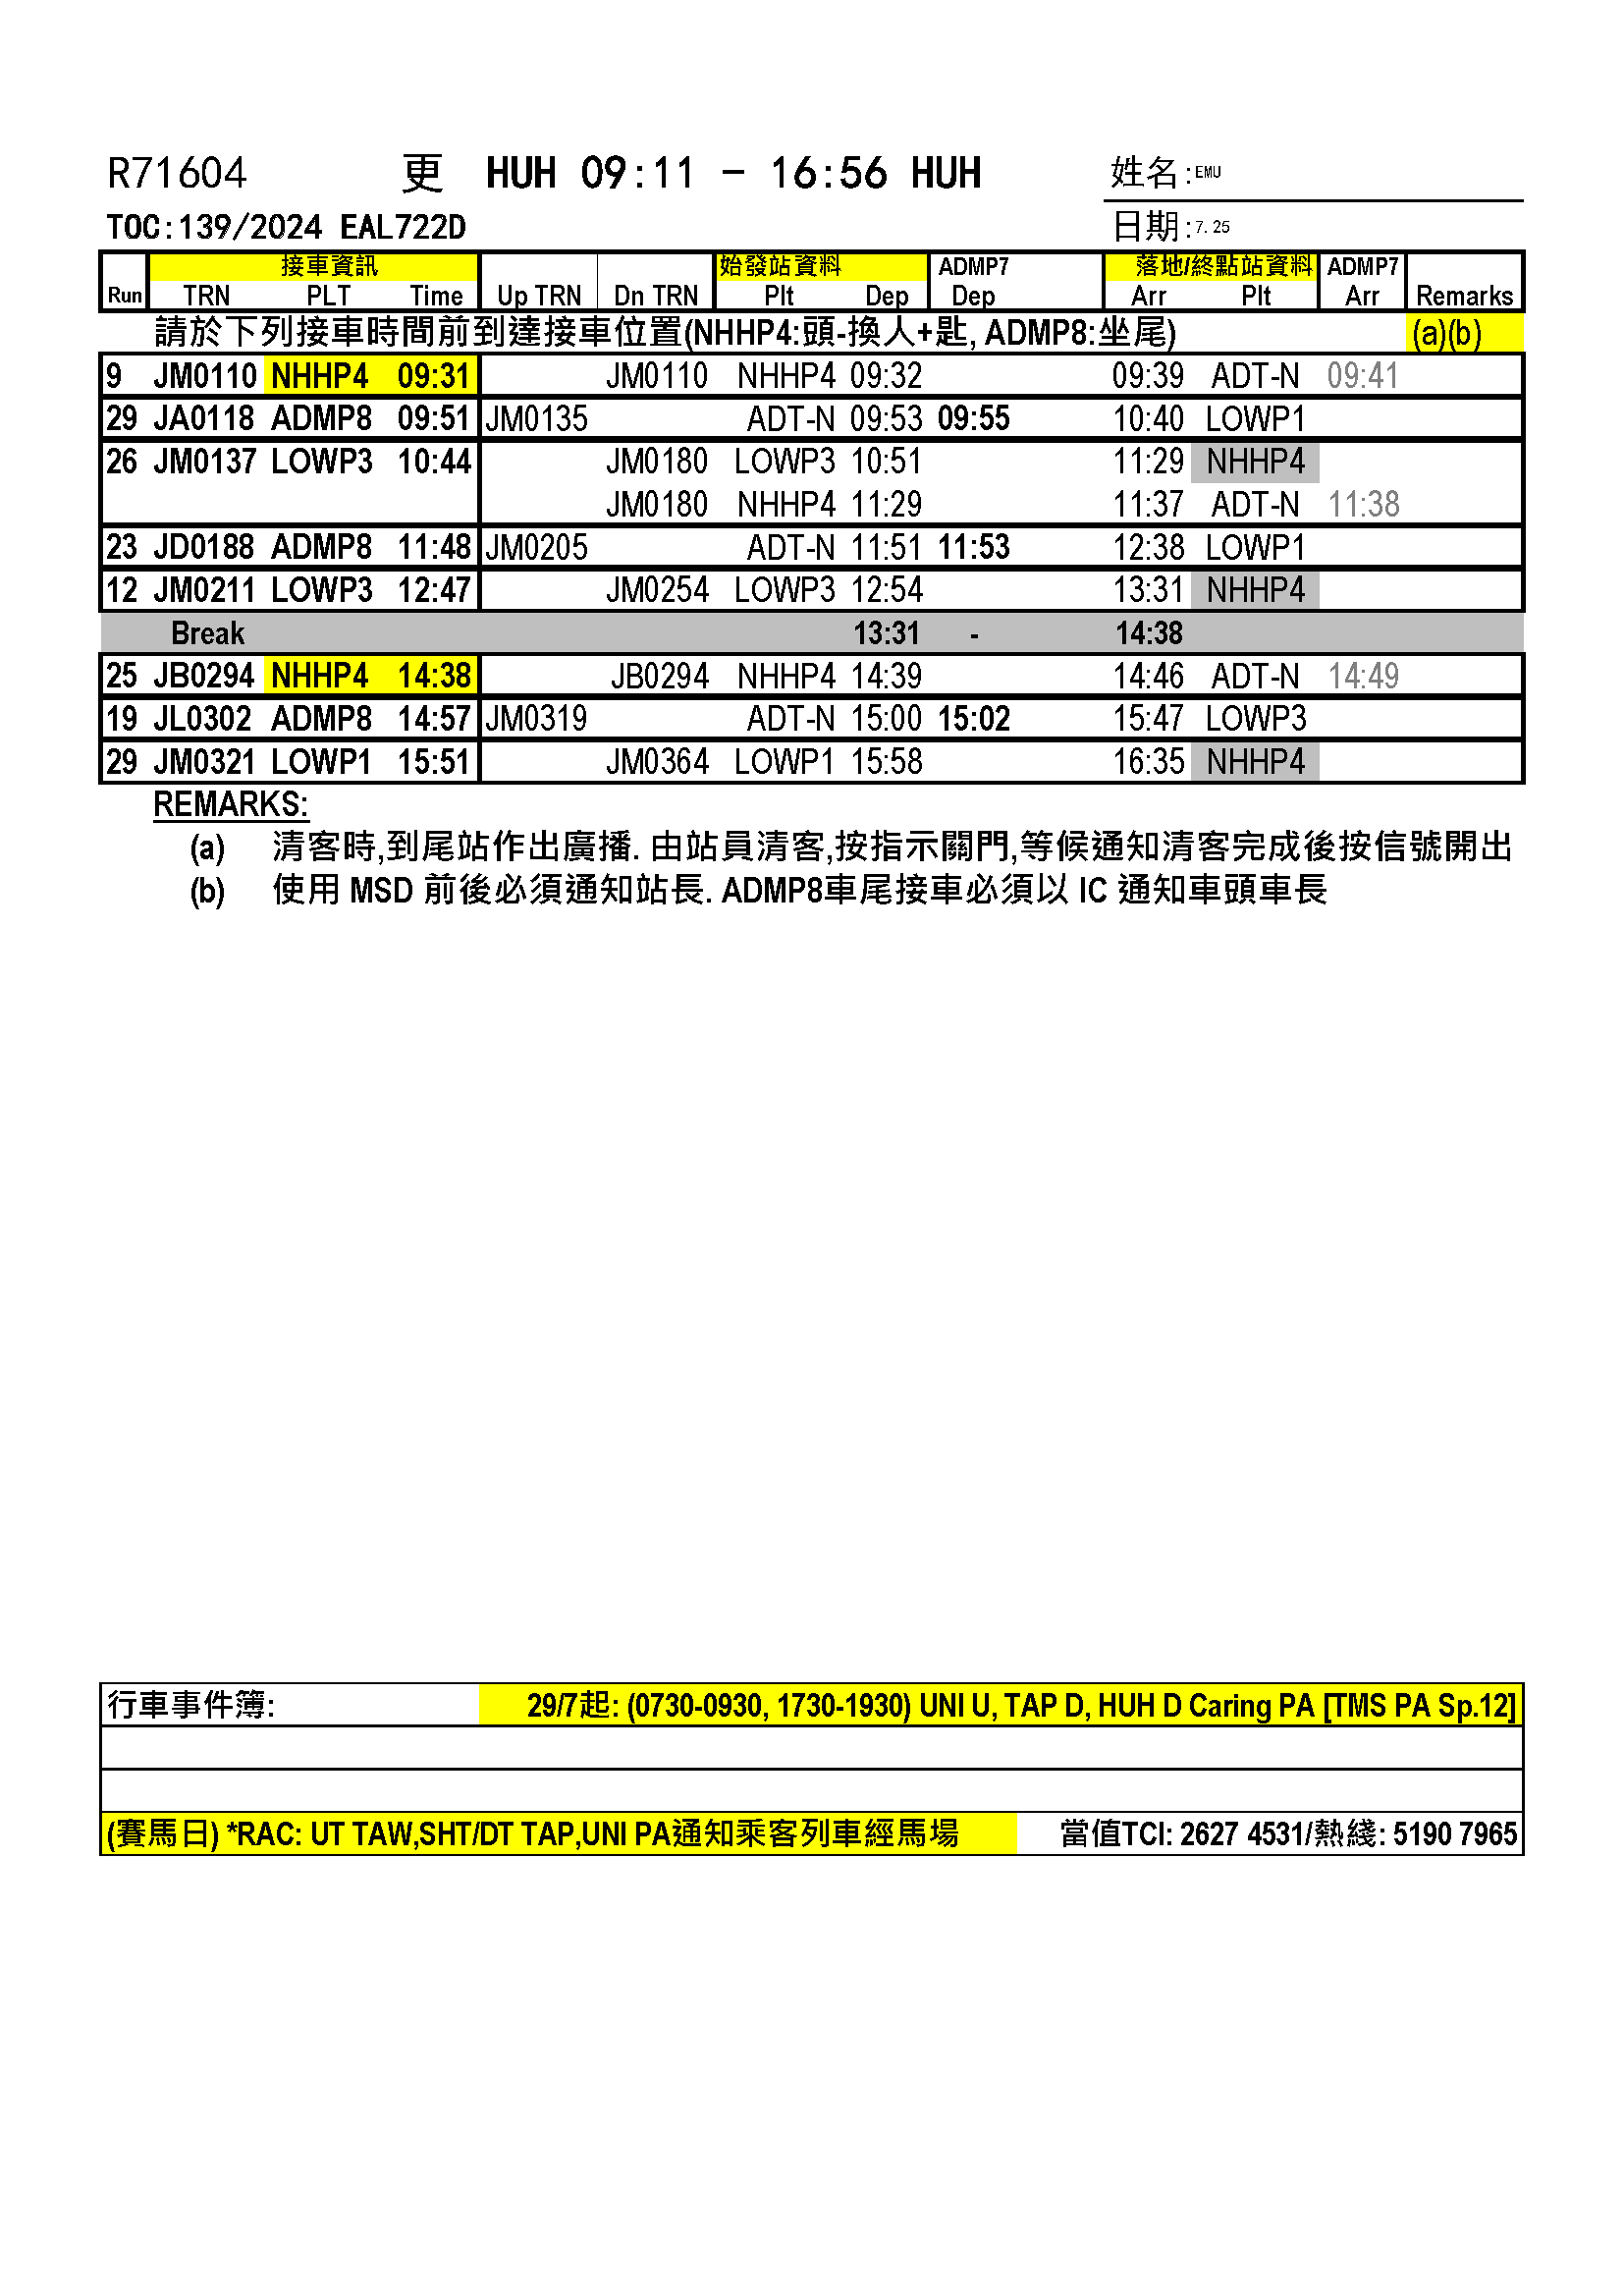 R71604 更 HUH 09:11 - 16:56 HUH 姓名:EMU
TOC:139/2024 EAL722D 日期:7. 25
接車資訊 始發站資料 ADMP7 落地/終點站資料 ADMP7
Run TRN PLT Time Up TRN Dn TRN Plt Dep Dep Arr Plt Arr Remarks
請於下列接車時間前到達接車位置(NHHP4:頭-換人+匙, ADMP8:坐尾) (a)(b)
9 JM0110 NHHP4 09:31 JM0110 NHHP4 09:32 09:39 ADT-N 09:41
29 JA0118 ADMP8 09:51 JM0135 ADT-N 09:53 09:55 10:40 LOWP1
26 JM0137 LOWP3 10:44 JM0180 LOWP3 10:51 11:29 NHHP4
JM0180 NHHP4 11:29 11:37 ADT-N 11:38
23 JD0188 ADMP8 11:48 JM0205 ADT-N 11:51 11:53 12:38 LOWP1
12 JM0211 LOWP3 12:47 JM0254 LOWP3 12:54 13:31 NHHP4
Break 13:31 - 14:38
25 JB0294 NHHP4 14:38 JB0294 NHHP4 14:39 14:46 ADT-N 14:49
19 JL0302 ADMP8 14:57 JM0319 ADT-N 15:00 15:02 15:47 LOWP3
29 JM0321 LOWP1 15:51 JM0364 LOWP1 15:58 16:35 NHHP4
REMARKS:
(a) 清客時,到尾站作出廣播. 由站員清客,按指示關門,等候通知清客完成後按信號開出
(b) 使用 MSD 前後必須通知站長. ADMP8車尾接車必須以 IC 通知車頭車長
行車事件簿: 29/7起: (0730-0930, 1730-1930) UNI U, TAP D, HUH D Caring PA [TMS PA Sp.12]
(賽馬日) *RAC: UT TAW,SHT/DT TAP,UNI PA通知乘客列車經馬場 當值TCI: 2627 4531/熱綫: 5190 7965